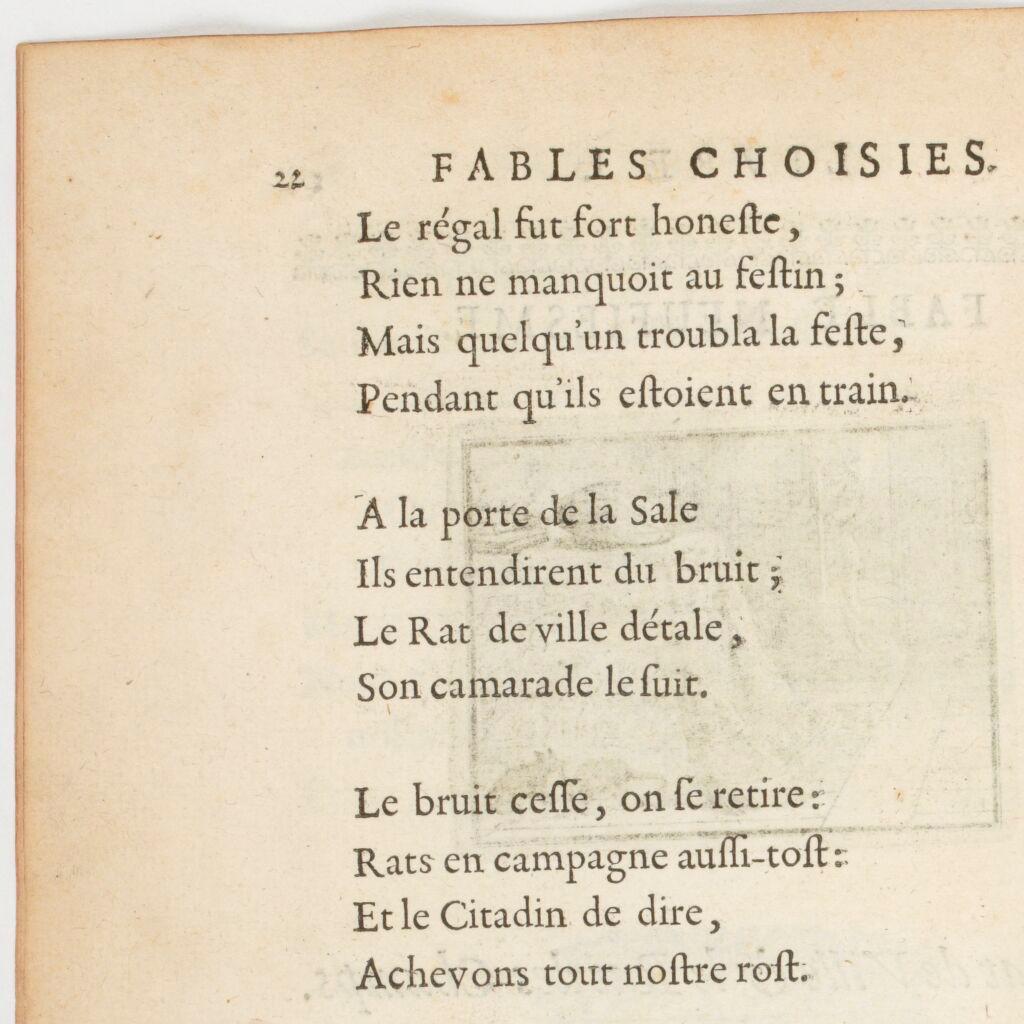 22 FABLES CHOISIES.
Le régal fut fort honeſte,
Rien ne manquoit au feſtin;
Mais quelqu'un troubla la feſte,
Pendant qu'ils eſtoient en train.
A la porte de la Sale
Ils entendirent du bruit;
Le Rat de ville détale,
Son camarade le ſuit.
Le bruit ceſſe, on ſe retire:
Rats en campagne auſſi-toſt:
Et le Citadin de dire,
Achevons tout noſtre roſt.